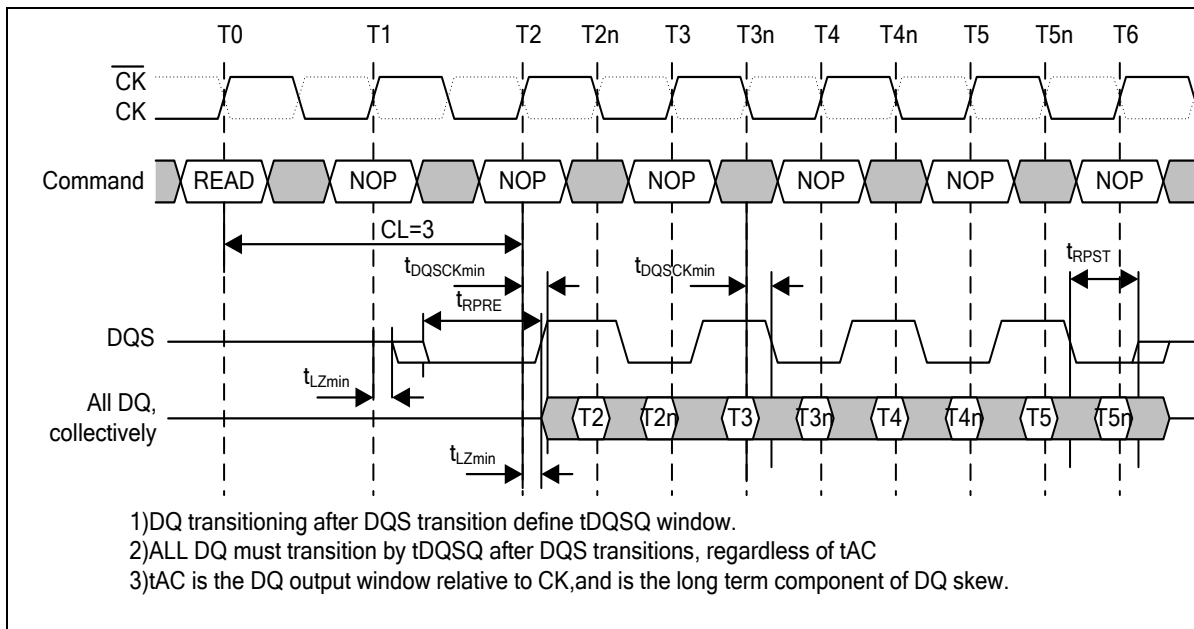 T0 T1 T2 T2n T3 T3n T4 T4n T5 T5n T6
CK
CK
Command READ NOP NOP NOP NOP NOP NOP
CL=3
tDQSCKmin tDQSCKmin tRPST
tRPRE
DQS
tLZmin
All DQ,
collectively
T2 T2n T3 T3n T4 T4n T5 T5n
tLZmin
1)DQ transitioning after DQS transition define tDQSQ window.
2)ALL DQ must transition by tDQSQ after DQS transitions, regardless of tAC
3)tAC is the DQ output window relative to CK,and is the long term component of DQ skew.